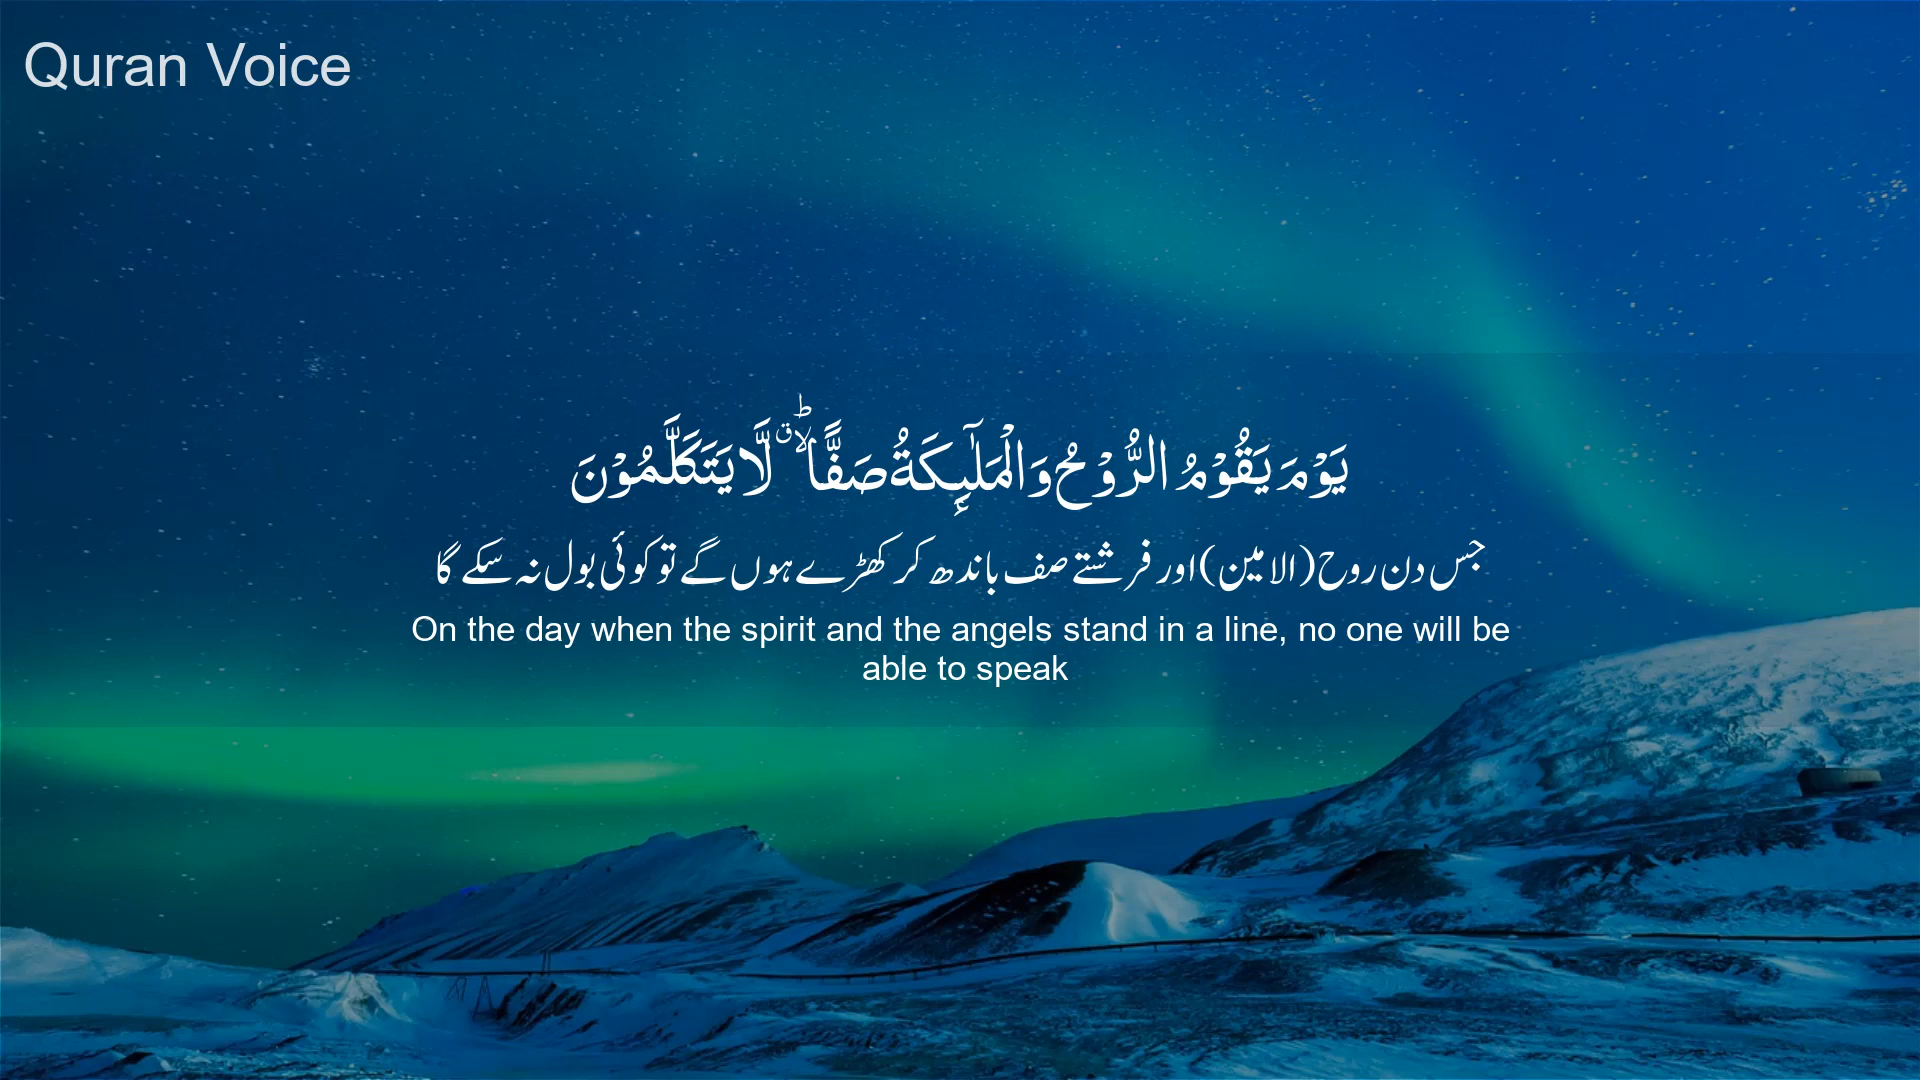 Quran Voice
يَوْمَ يَقُوْمُ الرُّوْحُ وَالْمَلٰٓىِٕكَةُ صَفًّا ؕۙۗ لَّا يَتَكَلَّمُوْنَ
جس دن روح (الامین) اور فرشتے صف باندھ کر کھڑے ہوں گے تو کوئی بول نہ سکے گا
On the day when the spirit and the angels stand in a line, no one will be
able to speak